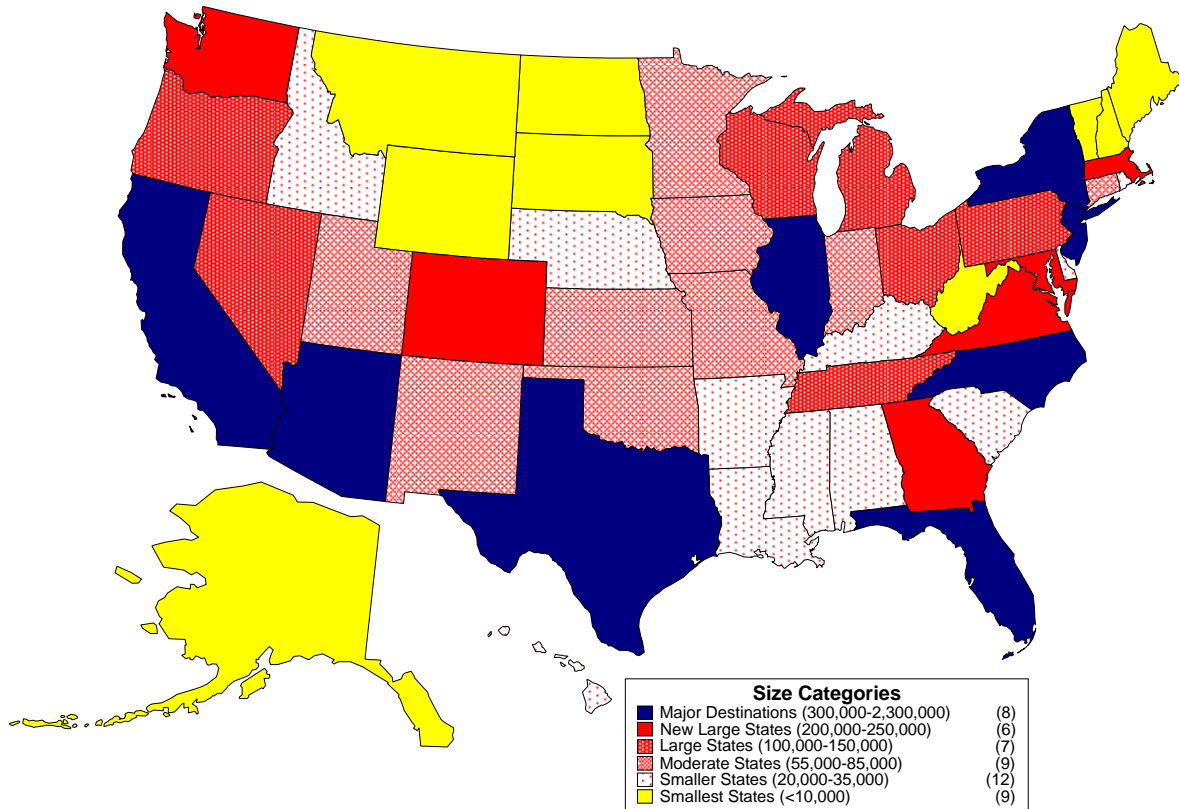 Size Categories
Major Destinations (300,000-2,300,000) (8)
New Large States (200,000-250,000) (6)
Large States (100,000-150,000) (7)
Moderate States (55,000-85,000) (9)
Smaller States (20,000-35,000) (12)
Smallest States (<10,000) (9)